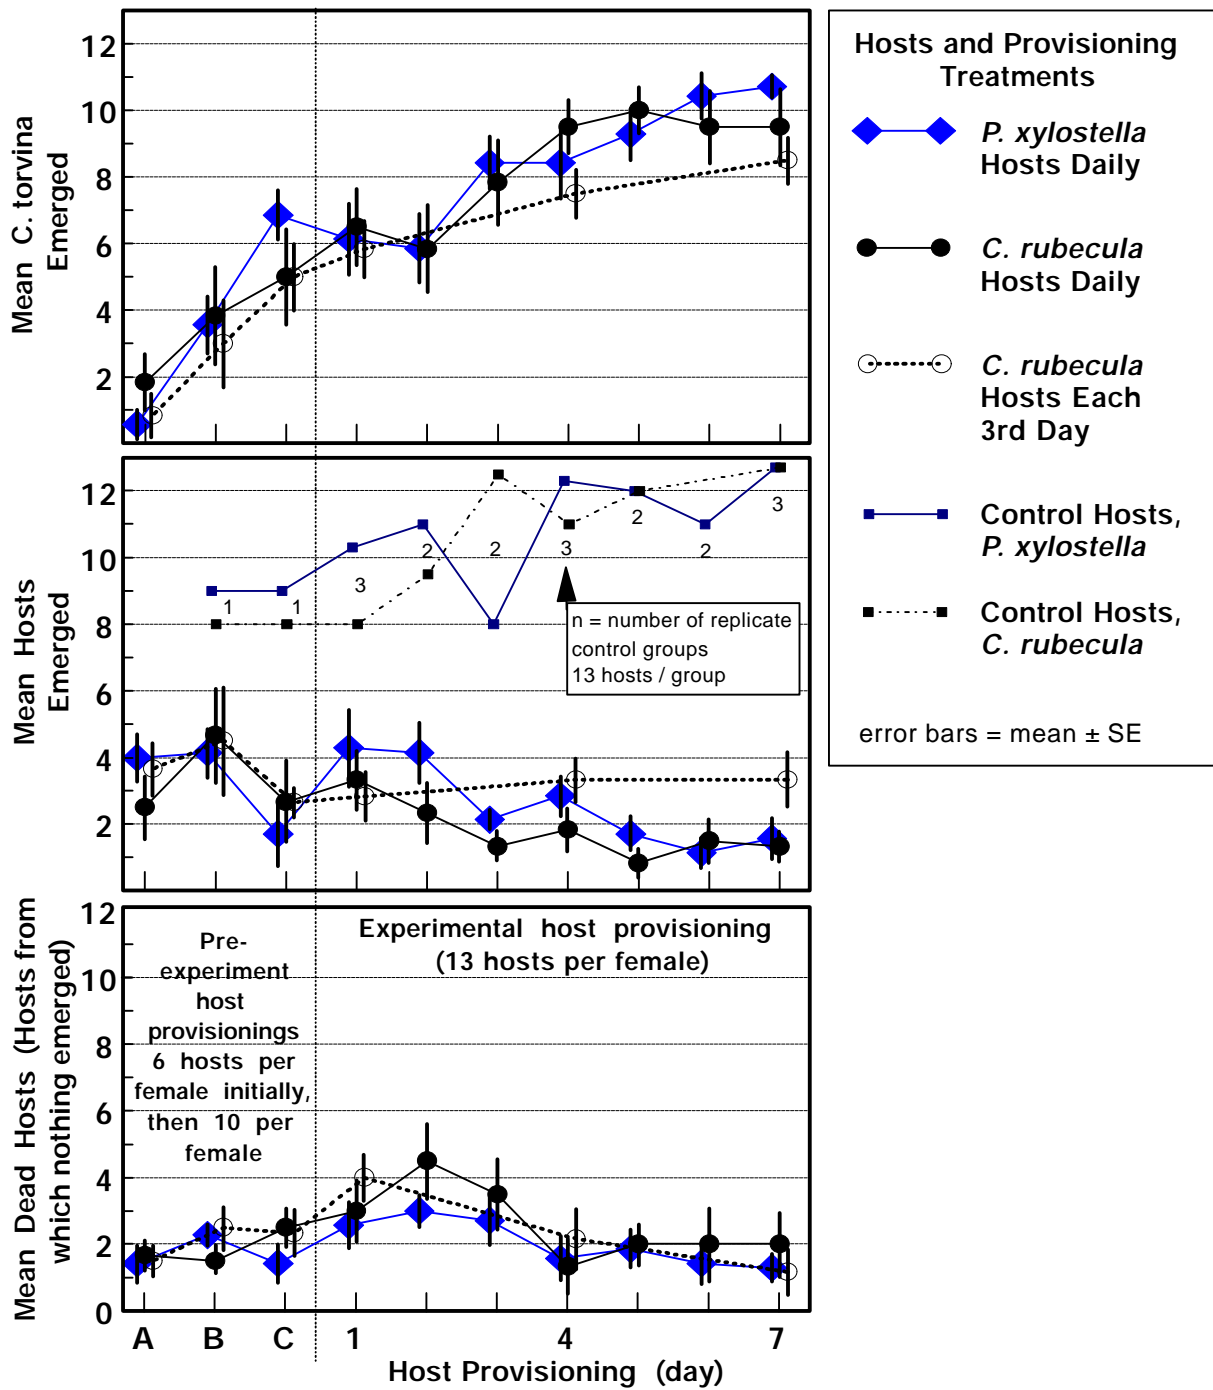 Mean C. torvina
Emerged
12
10
8
6
4
2
Mean Hosts
Emerged
12
10
8
6
4
2
1
1
3
2
2
3
2
2
3
n = number of replicate
control groups
13 hosts / group
Mean Dead Hosts (Hosts from
which nothing emerged)
12
10
8
6
4
2
0
Pre-
experiment
host
provisionings
6 hosts per
female initially,
then 10 per
female
Experimental host provisioning
(13 hosts per female)
A B C 1 4 7
Host Provisioning (day)
Hosts and Provisioning
Treatments
P. xylostella
Hosts Daily
C. rubecula
Hosts Daily
C. rubecula
Hosts Each
3rd Day
Control Hosts,
P. xylostella
Control Hosts,
C. rubecula
error bars = mean ± SE